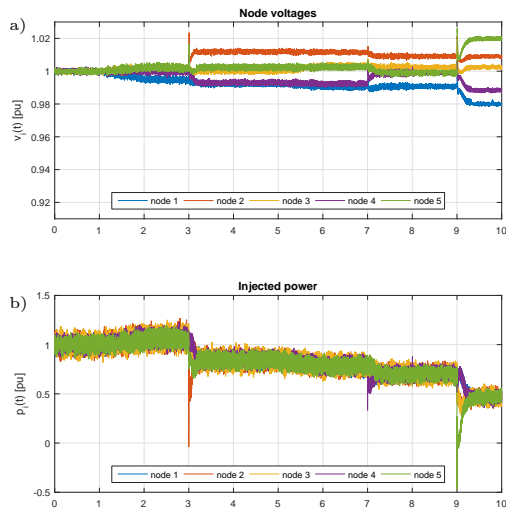 Node voltages
a)
1.02
1
0.98
0.96
0.94
0.92
v_i(t) [pu]
node 1 node 2 node 3 node 4 node 5
0 1 2 3 4 5 6 7 8 9 10
Injected power
b)
1.5
1
0.5
0
-0.5
p_i(t) [pu]
node 1 node 2 node 3 node 4 node 5
0 1 2 3 4 5 6 7 8 9 10